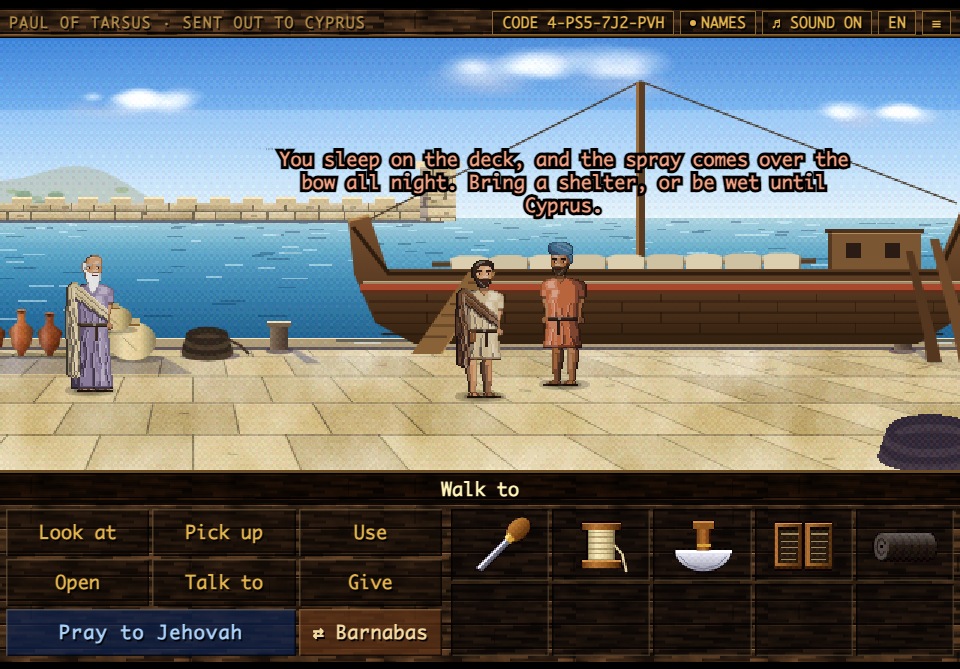 PAUL OF TARSUS · SENT OUT TO CYPRUS
CODE 4-PS5-7J2-PVH
NAMES
♬ SOUND ON
EN
≡
You sleep on the deck, and the spray comes over the
bow all night. Bring a shelter, or be wet until
Cyprus.
Walk to
Look at
Pick up
Use
Open
Talk to
Give
Pray to Jehovah
⇄ Barnabas